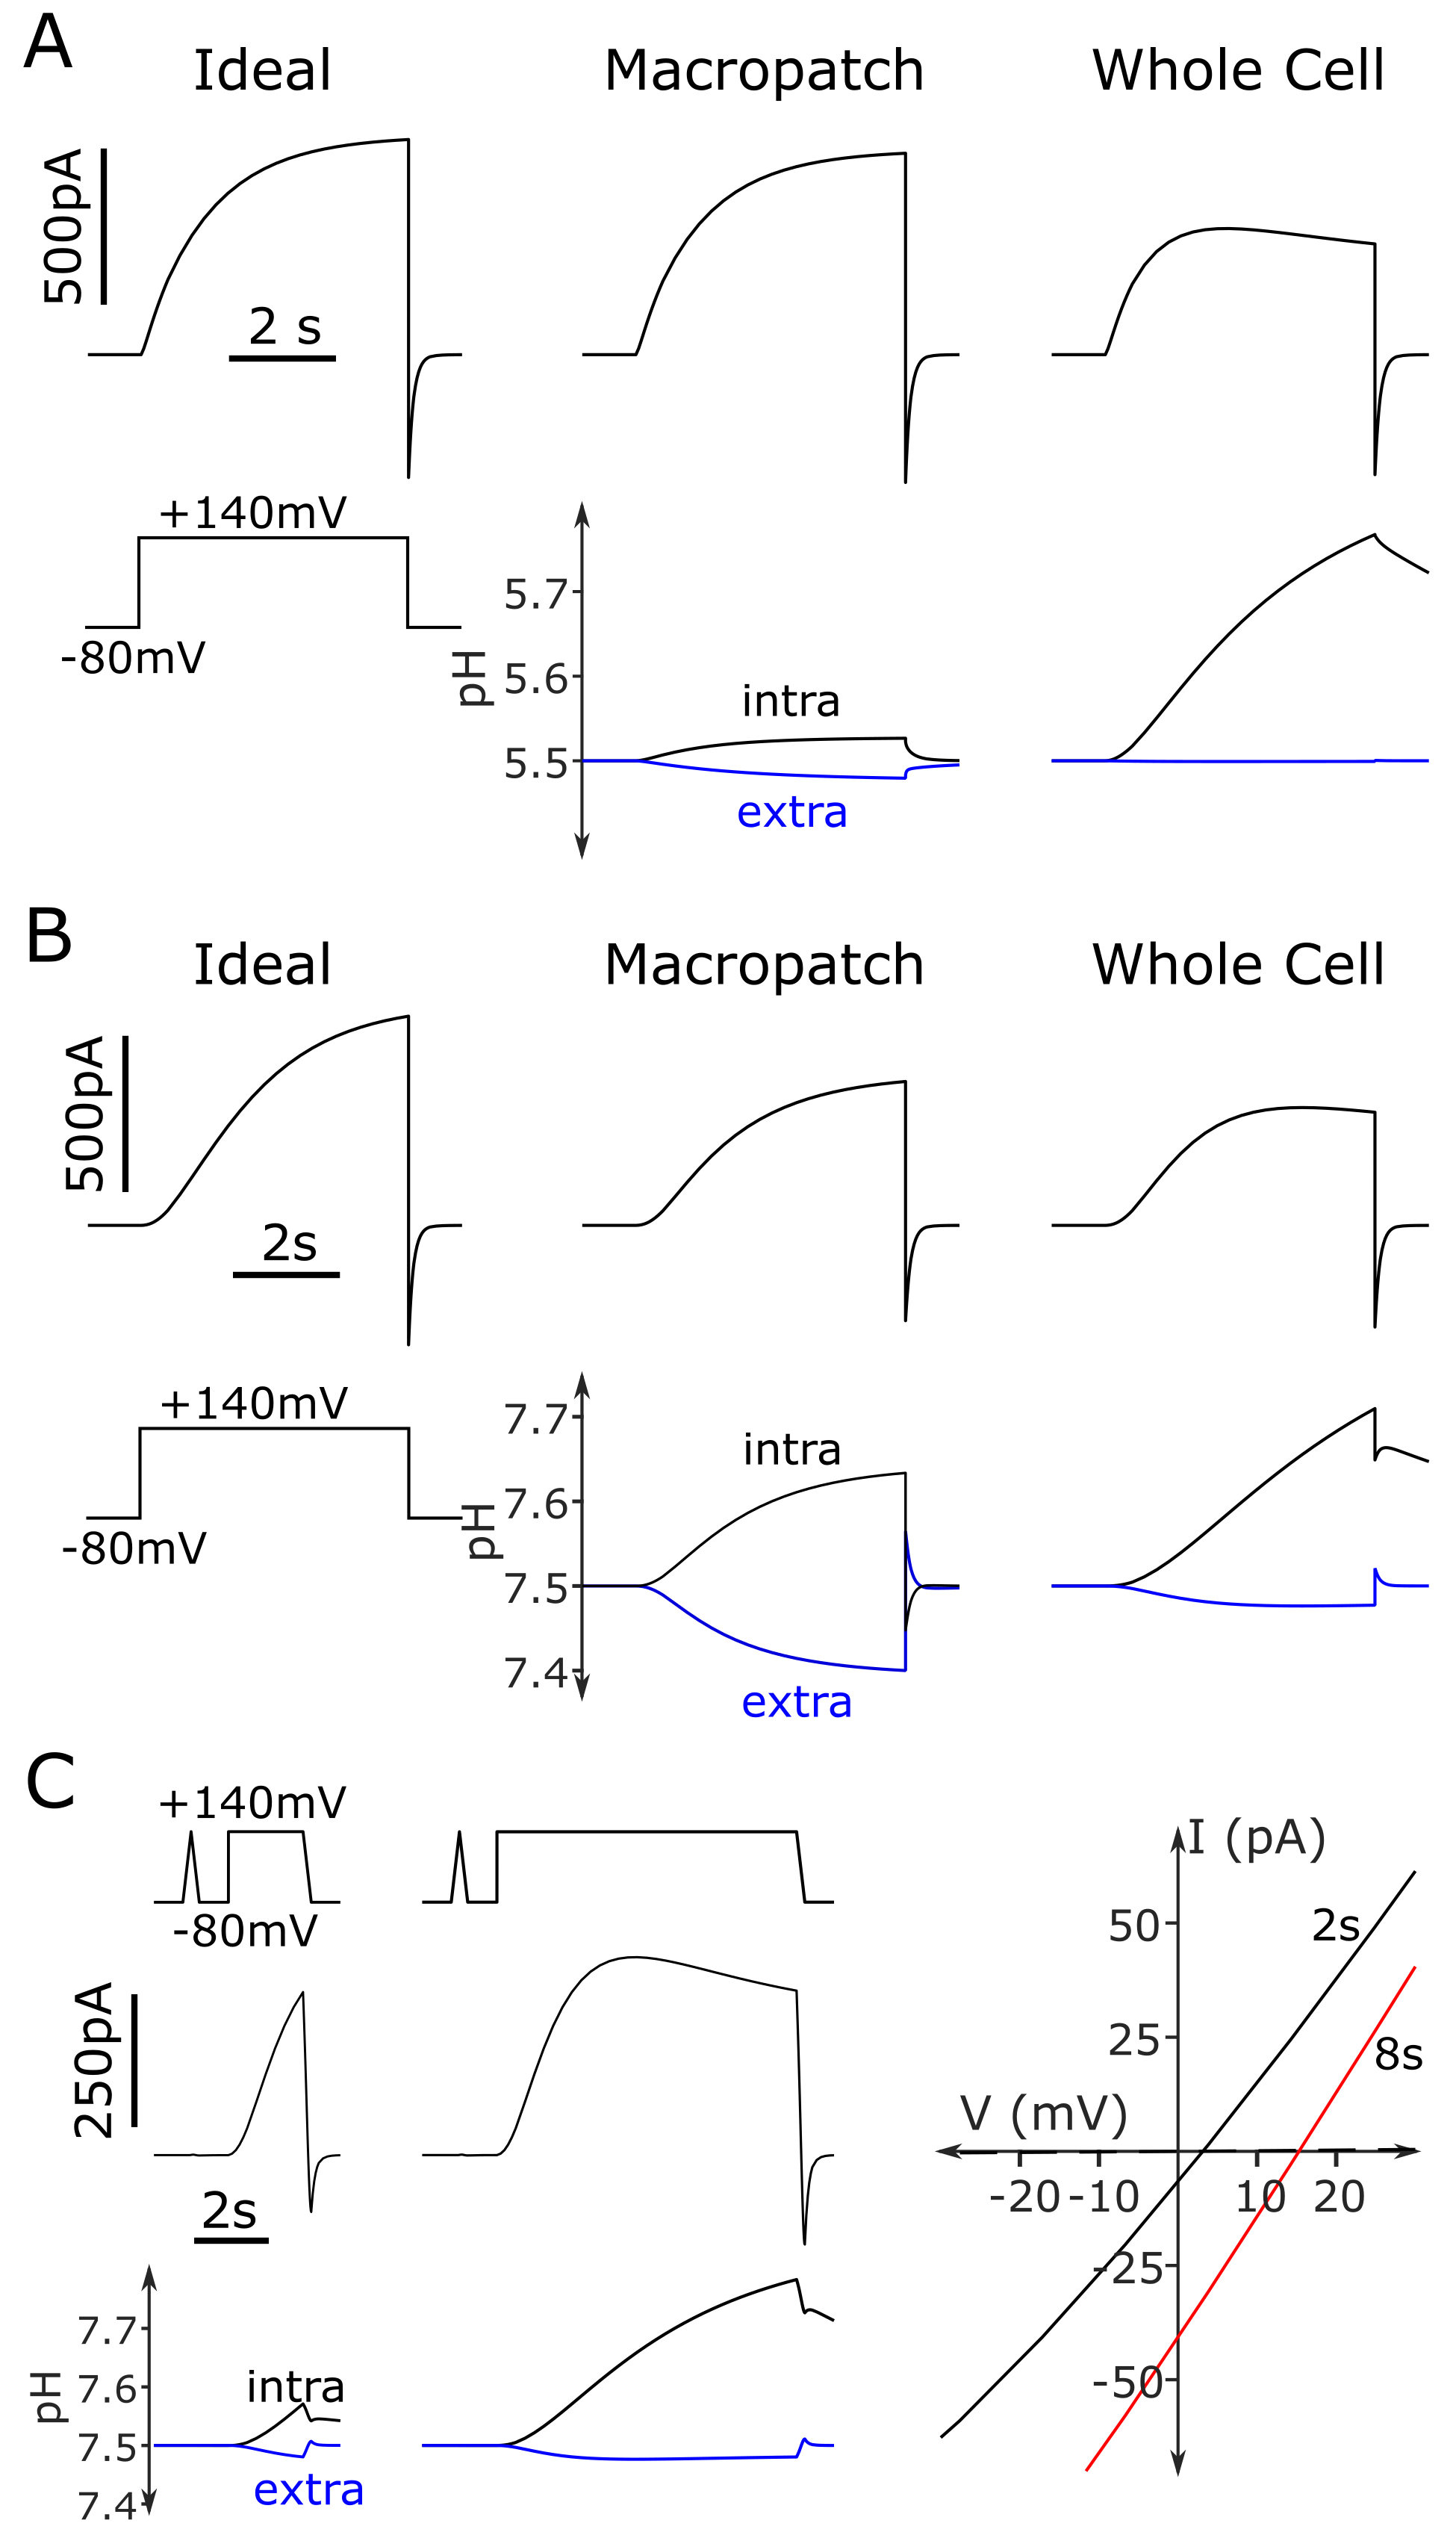 A
Ideal
Macropatch
Whole Cell
500pA
2 s
+140mV
-80mV
pH
5.7
5.6
5.5
intra
extra
B
Ideal
Macropatch
Whole Cell
500pA
2s
+140mV
-80mV
pH
7.7
7.6
7.5
7.4
intra
extra
C
+140mV
-80mV
250pA
2s
pH
7.7
7.6
7.5
7.4
intra
extra
I (pA)
50
25
-25
-50
V (mV)
-20
-10
10
20
2s
8s